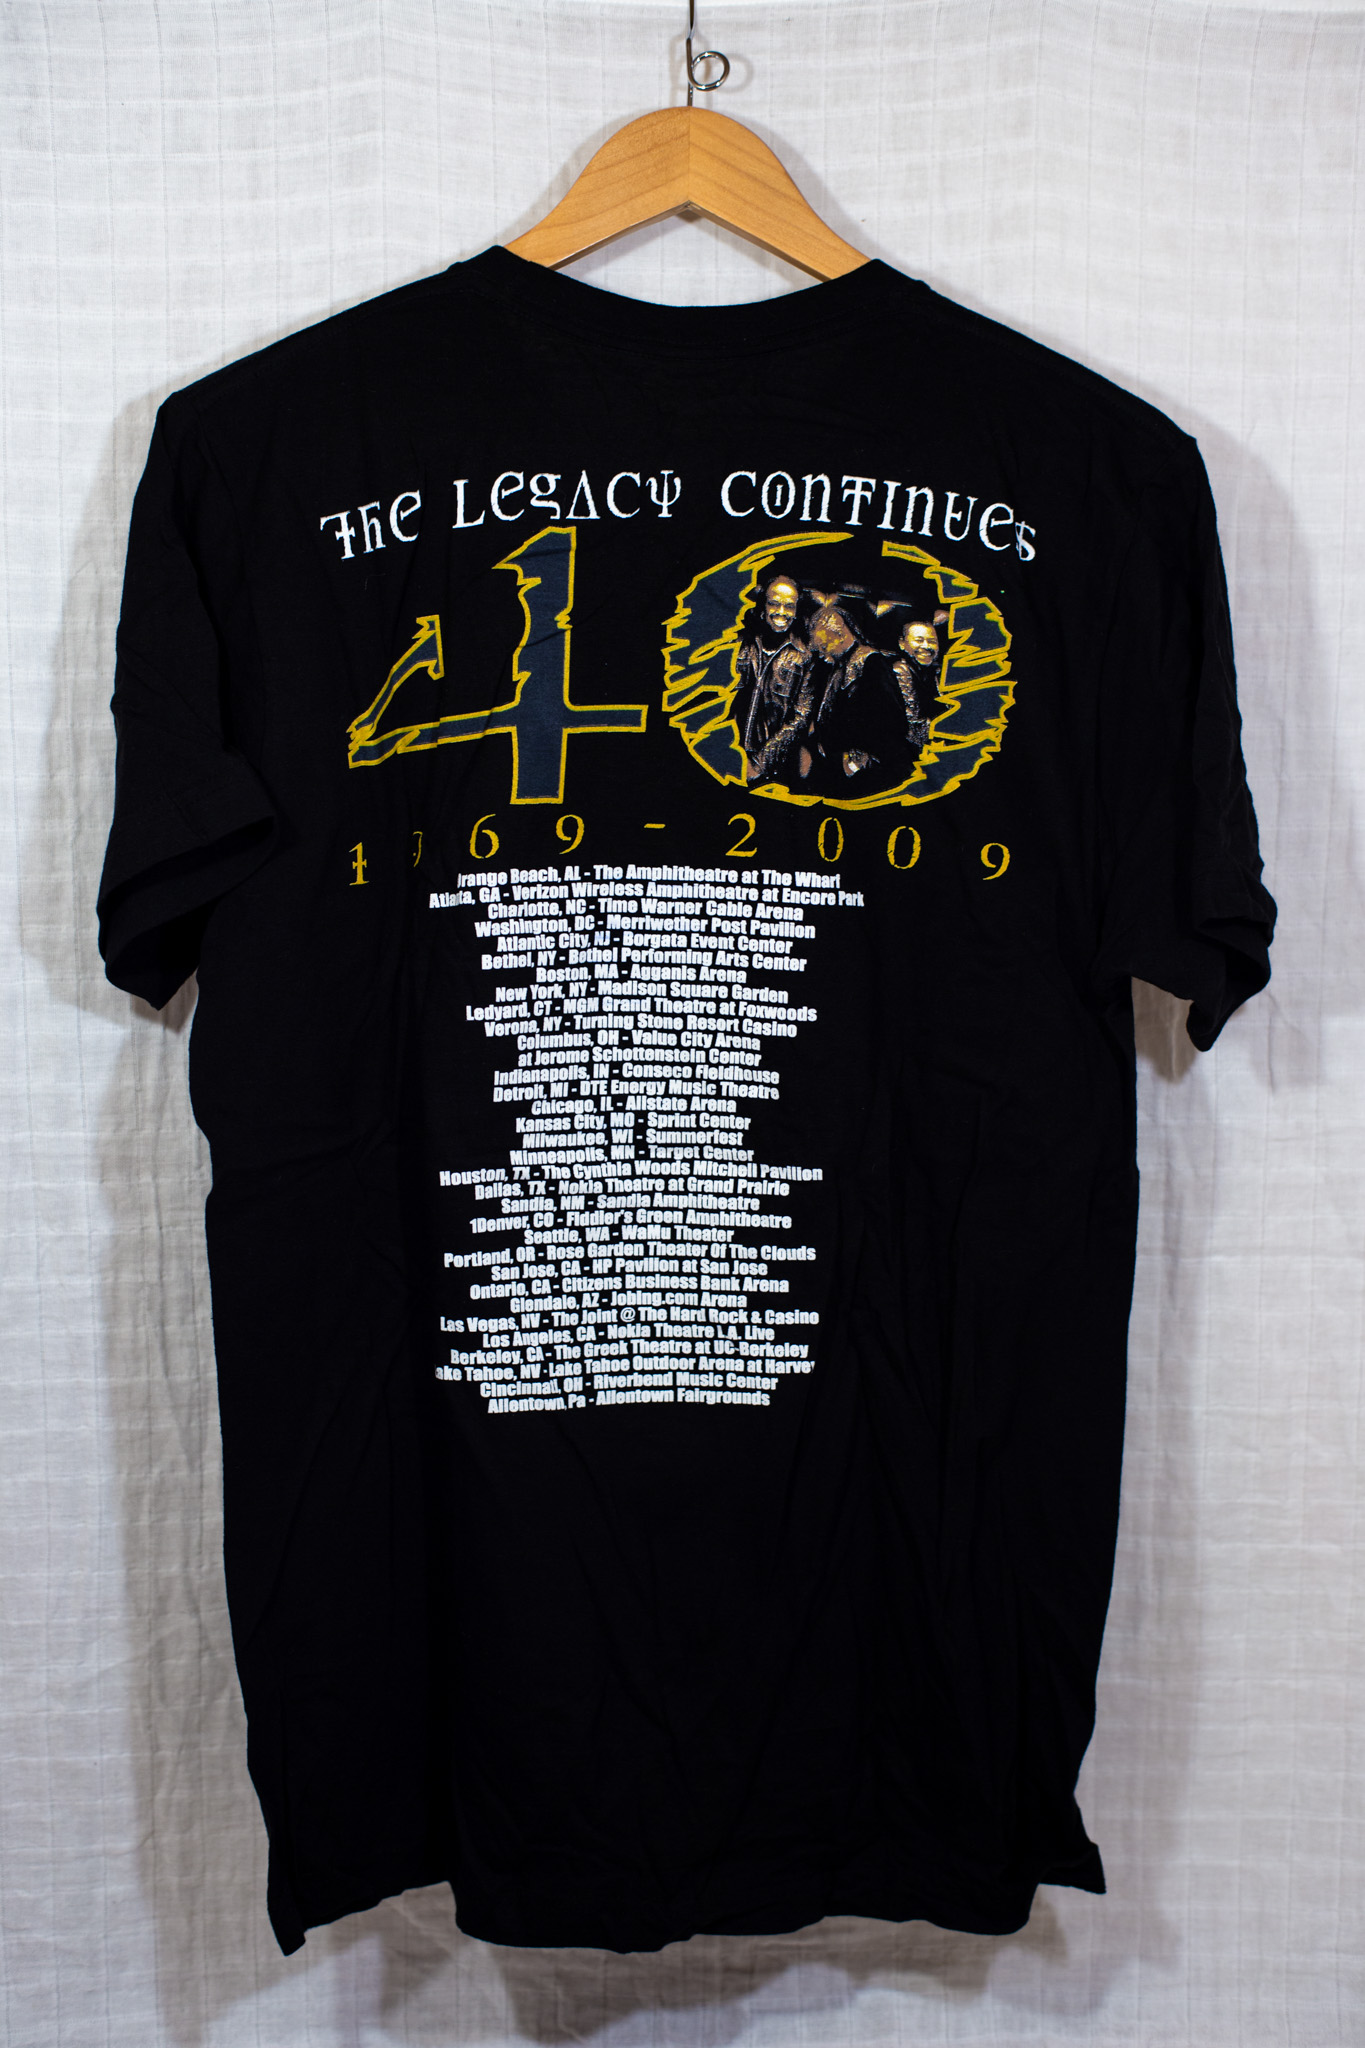 The Legacy Continues
40
1969-2009
Orange Beach, AL - The Amphitheatre at The Wharf
Atlanta, GA - Verizon Wireless Amphitheatre at Encore Park
Charlotte, NC - Time Warner Cable Arena
Washington, DC - Merriwether Post Pavilion
Atlantic City, NJ - Borgata Event Center
Bethel, NY - Bethel Performing Arts Center
Boston, MA - Agganis Arena
New York, NY - Madison Square Garden
Ledyard, CT - MGM Grand Theatre at Foxwoods
Verona, NY - Turning Stone Resort Casino
Columbus, OH - Value City Arena
at Jerome Schottenstein Center
Indianapolis, IN - Conseco Fieldhouse
Detroit, MI - DTE Energy Music Theatre
Chicago, IL - Allstate Arena
Kansas City, MO - Sprint Center
Milwaukee, WI - Summerfest
Minneapolis, MN - Target Center
Houston, TX - The Cynthia Woods Mitchell Pavilion
Dallas, TX - Nokia Theatre at Grand Prairie
Sandia, NM - Sandia Amphitheatre
1Denver, CO - Fiddler's Green Amphitheatre
Seattle, WA - WaMu Theater
Portland, OR - Rose Garden Theater Of The Clouds
San Jose, CA - HP Pavilion at San Jose
Ontario, CA - Citizens Business Bank Arena
Glendale, AZ - Jobing.com Arena
Las Vegas, NV - The Joint @ The Hard Rock & Casino
Los Angeles, CA - Nokia Theatre L.A. Live
Berkeley, CA - The Greek Theatre at UC-Berkeley
ake Tahoe, NV - Lake Tahoe Outdoor Arena at Harvey
Cincinnati, OH - Riverbend Music Center
Allentown, Pa - Allentown Fairgrounds